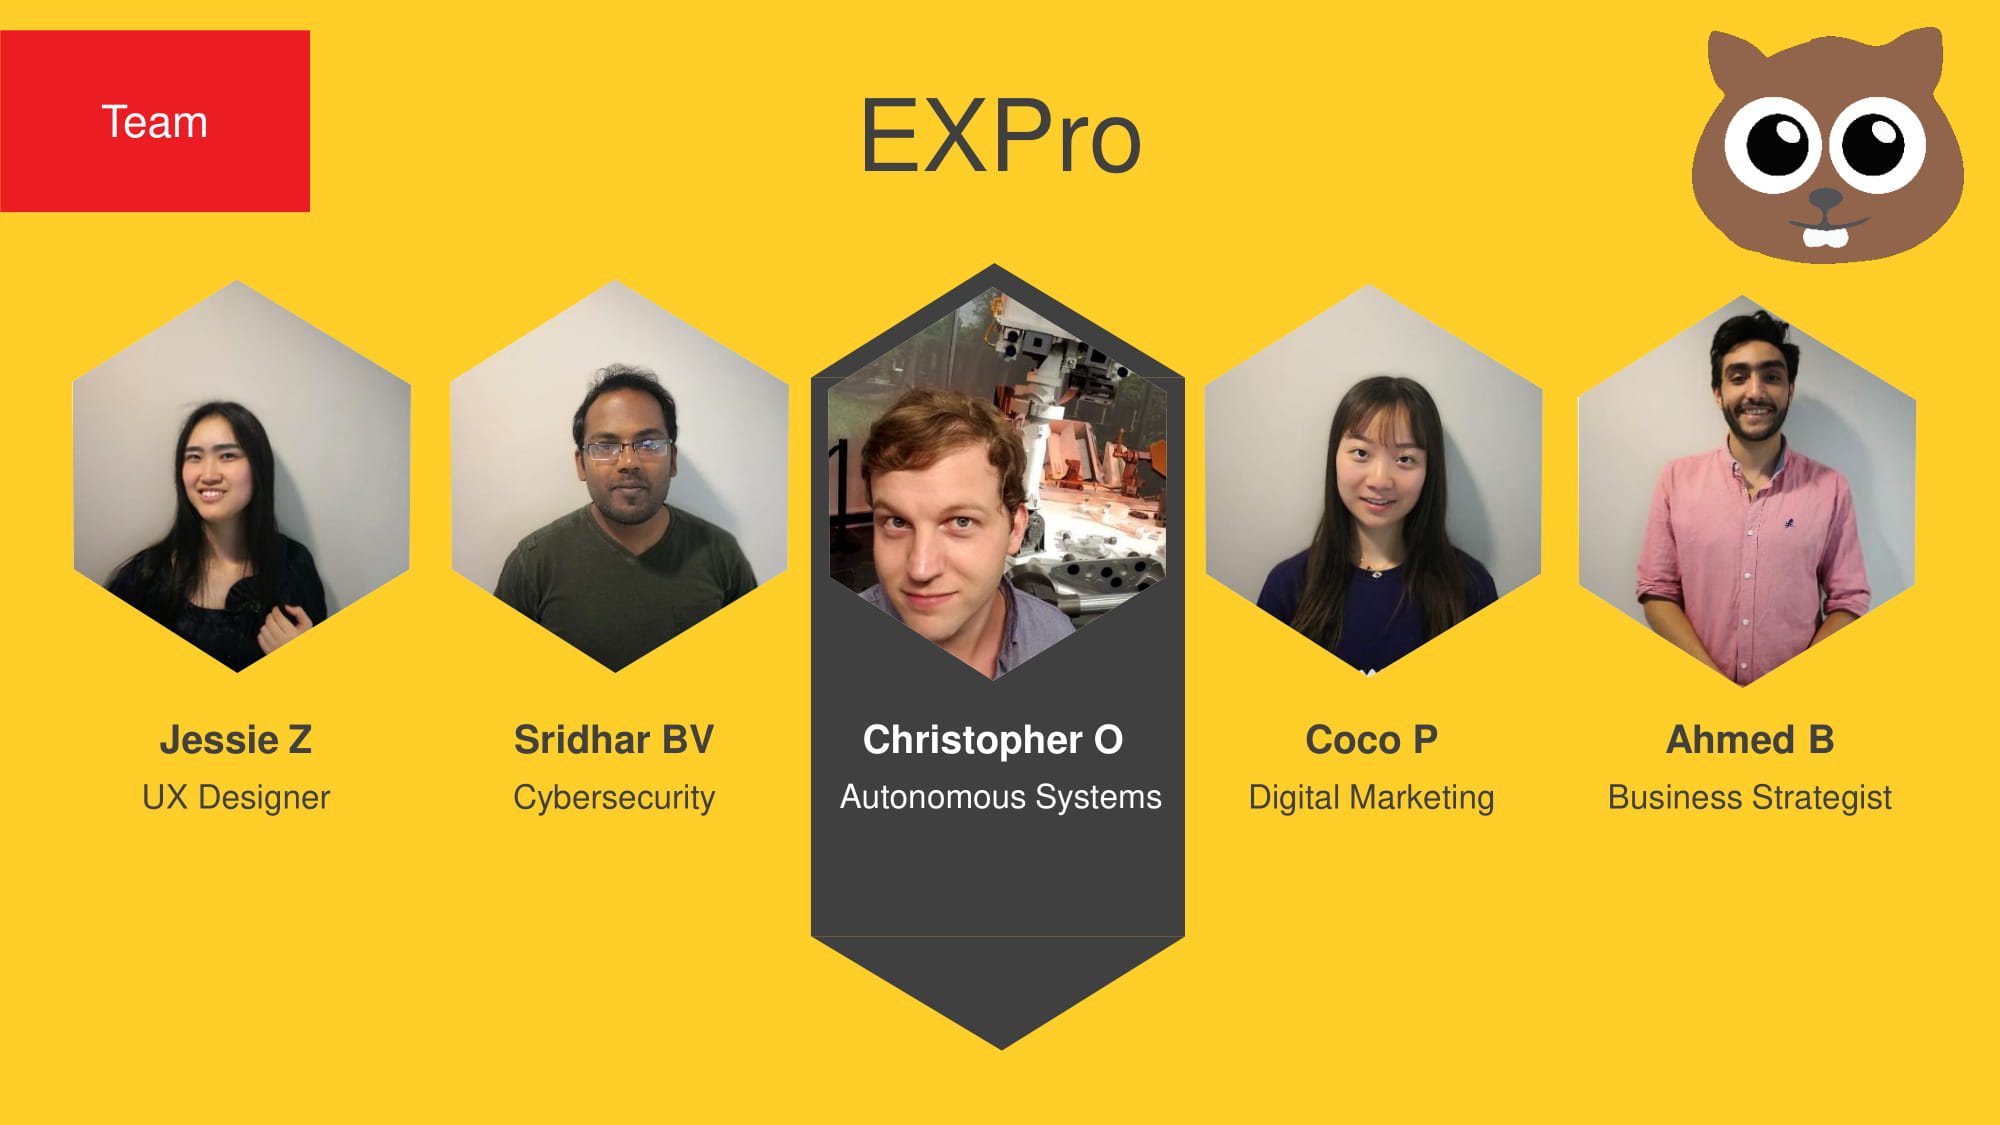 Team
EXPro
Jessie Z
UX Designer
Sridhar BV
Cybersecurity
Christopher O
Autonomous Systems
Coco P
Digital Marketing
Ahmed B
Business Strategist